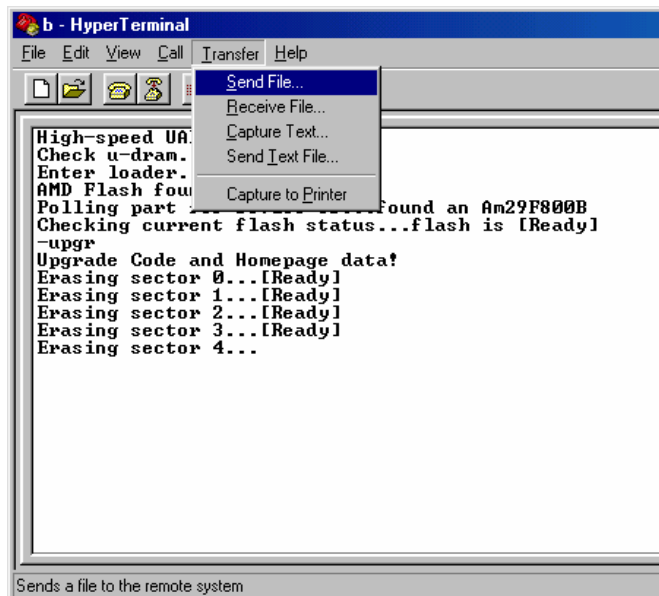 b - HyperTerminal
File Edit View Call Transfer Help
Send File...
Receive File...
Capture Text...
Send Text File...
Capture to Printer
High-speed
Check u-dram.
Enter loader.
AMD Flash
Polling part found an Am29F800B
Checking current flash status...flash is [Ready]
-upgr
Upgrade Code and Homepage data!
Erasing sector 0...[Ready]
Erasing sector 1...[Ready]
Erasing sector 2...[Ready]
Erasing sector 3...[Ready]
Erasing sector 4...
Sends a file to the remote system